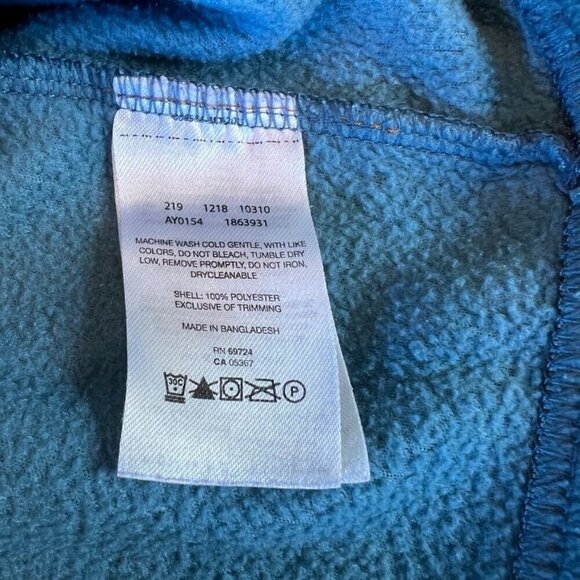 219 1218 10310
AY0154 1863931
MACHINE WASH COLD GENTLE, WITH LIKE
COLORS, DO NOT BLEACH, TUMBLE DRY
LOW, REMOVE PROMPTLY, DO NOT IRON,
DRYCLEANABLE
SHELL: 100% POLYESTER
EXCLUSIVE OF TRIMMING
MADE IN BANGLADESH
RN 69724
CA 05367
30C P